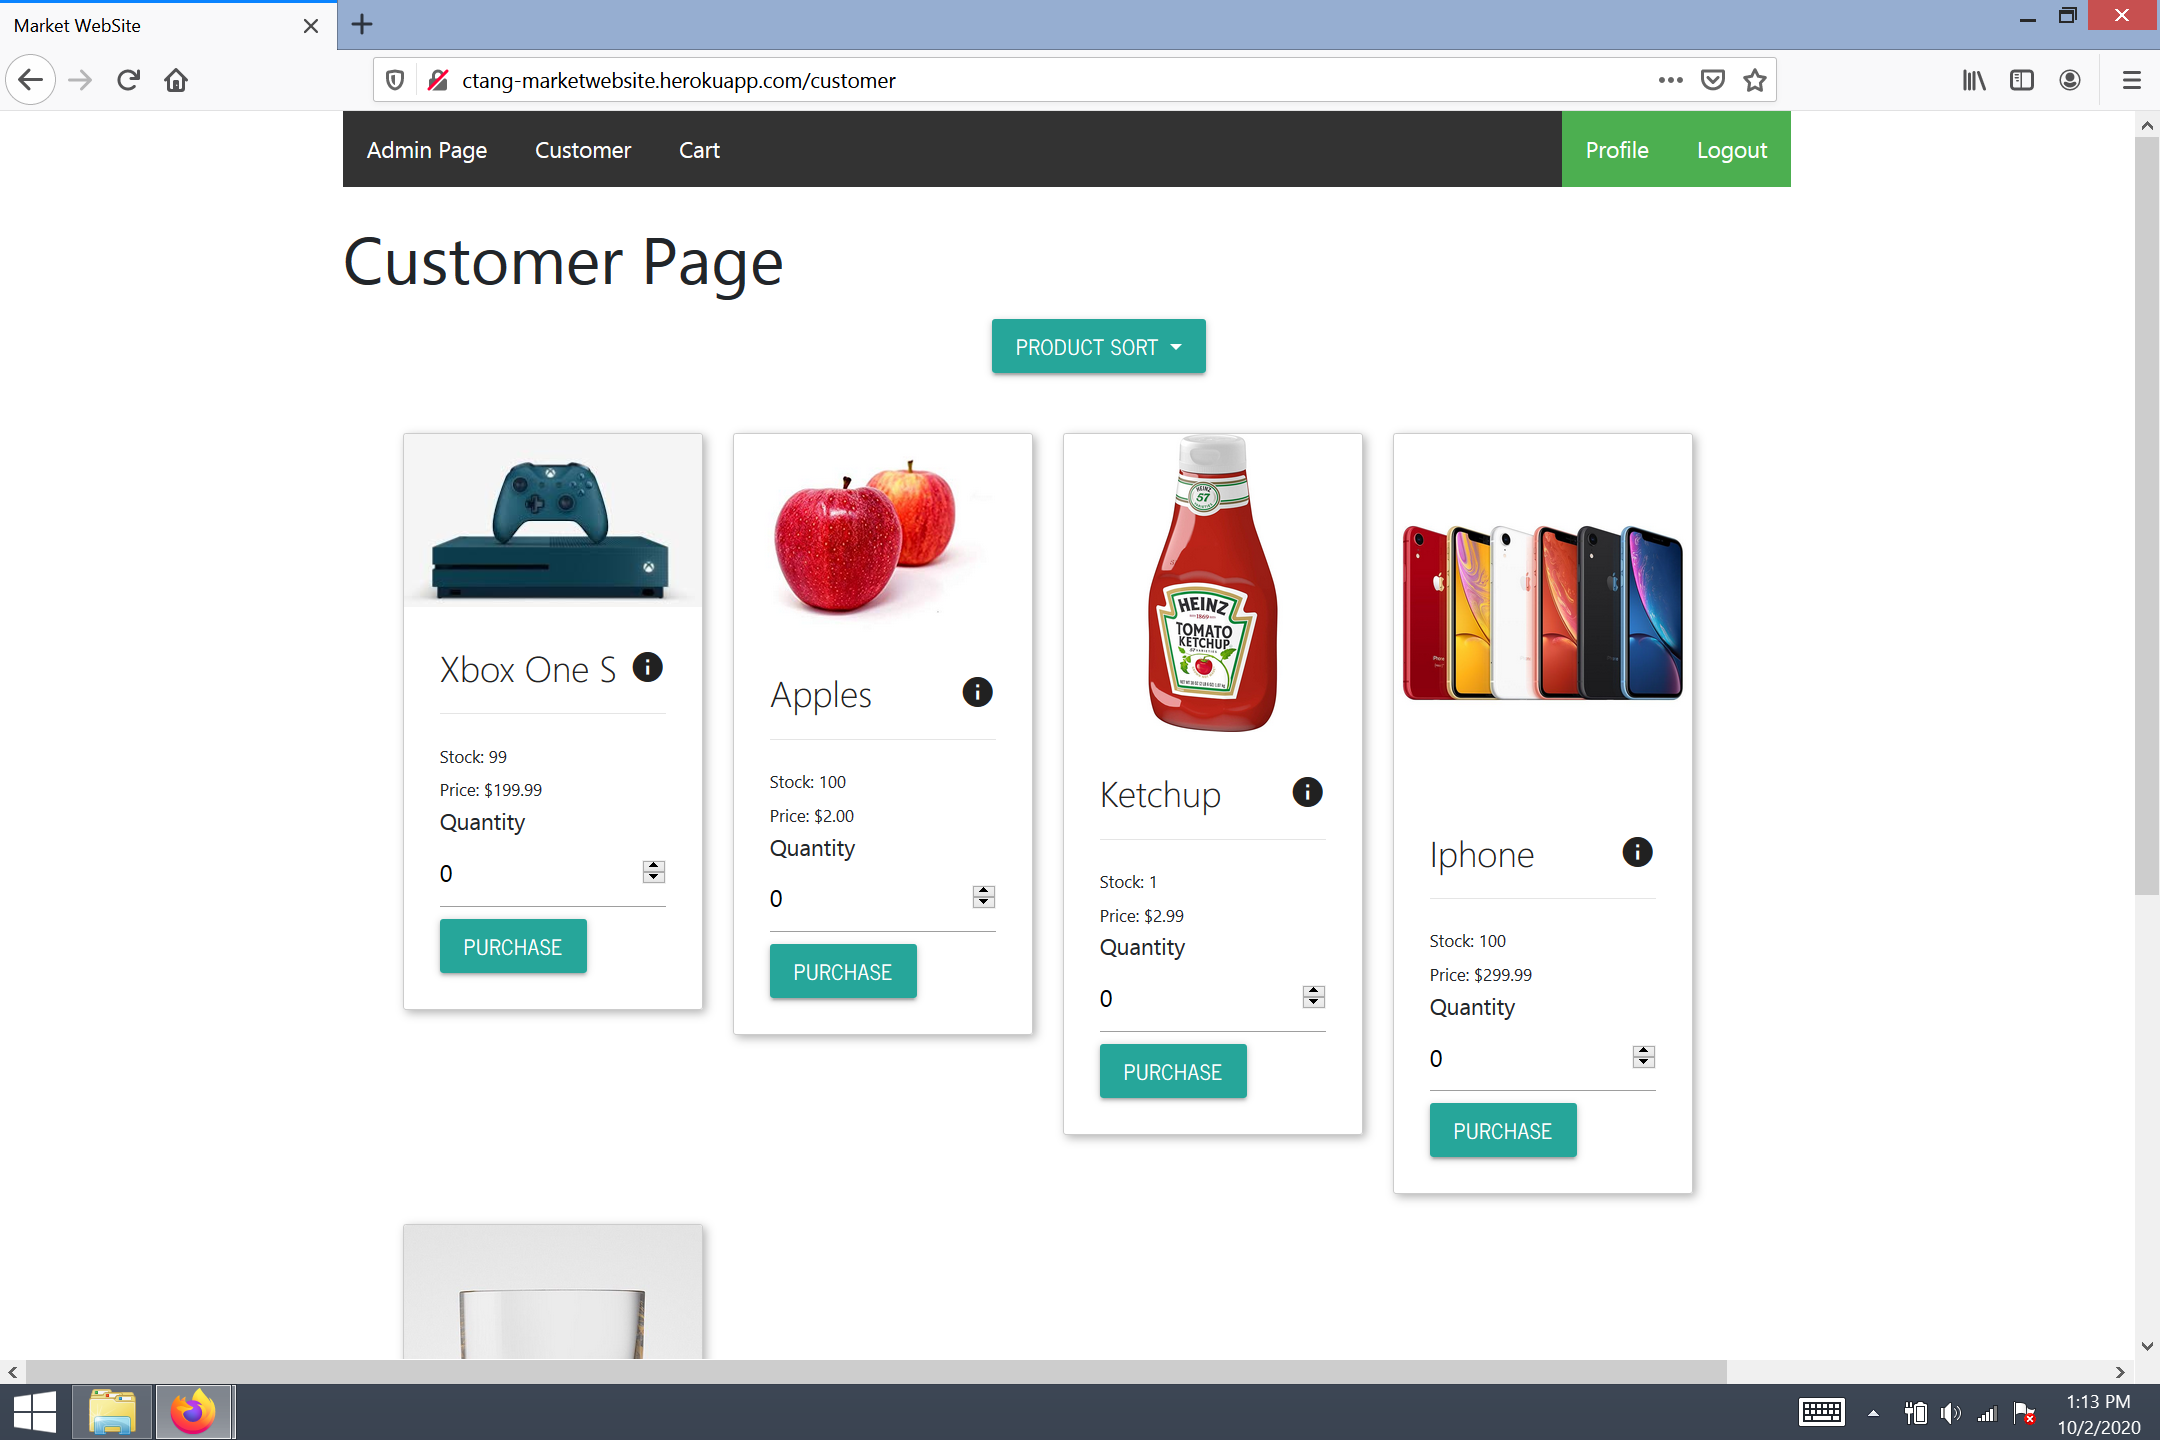 Market WebSite
ctang-marketwebsite.herokuapp.com/customer
Admin Page Customer Cart Profile Logout
Customer Page
PRODUCT SORT
Xbox One S
Stock: 99
Price: $199.99
Quantity
0
PURCHASE
Apples
Stock: 100
Price: $2.00
Quantity
0
PURCHASE
HEINZ
57
HEINZ
TOMATO
KETCHUP
57 VARIETIES
Ketchup
Stock: 1
Price: $2.99
Quantity
0
PURCHASE
Iphone
Stock: 100
Price: $299.99
Quantity
0
PURCHASE
1:13 PM
10/2/2020